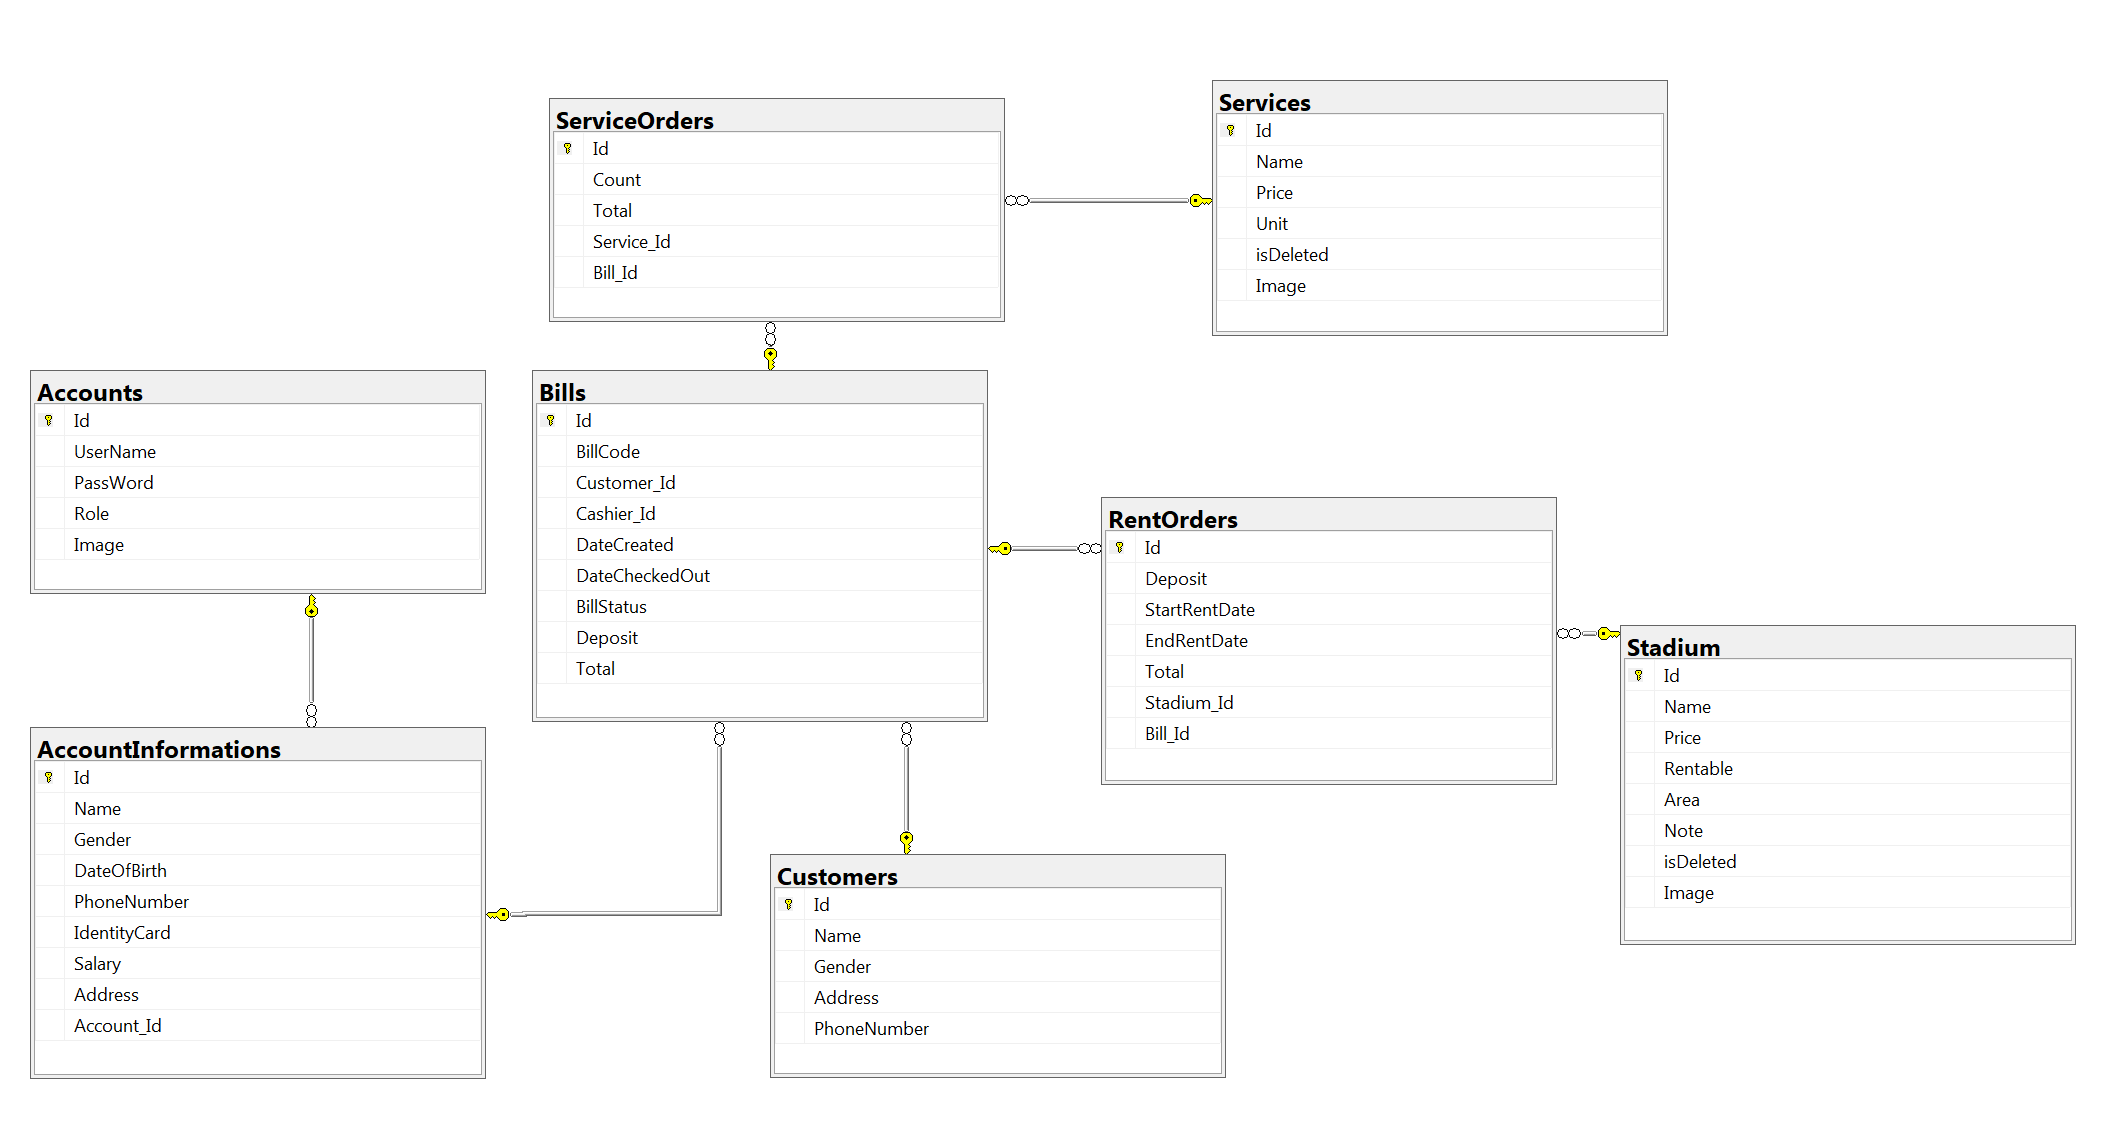 ServiceOrders
Id
Count
Total
Service_Id
Bill_Id
Services
Id
Name
Price
Unit
isDeleted
Image
Accounts
Id
UserName
PassWord
Role
Image
Bills
Id
BillCode
Customer_Id
Cashier_Id
DateCreated
DateCheckedOut
BillStatus
Deposit
Total
RentOrders
Id
Deposit
StartRentDate
EndRentDate
Total
Stadium_Id
Bill_Id
Stadium
Id
Name
Price
Rentable
Area
Note
isDeleted
Image
AccountInformations
Id
Name
Gender
DateOfBirth
PhoneNumber
IdentityCard
Salary
Address
Account_Id
Customers
Id
Name
Gender
Address
PhoneNumber